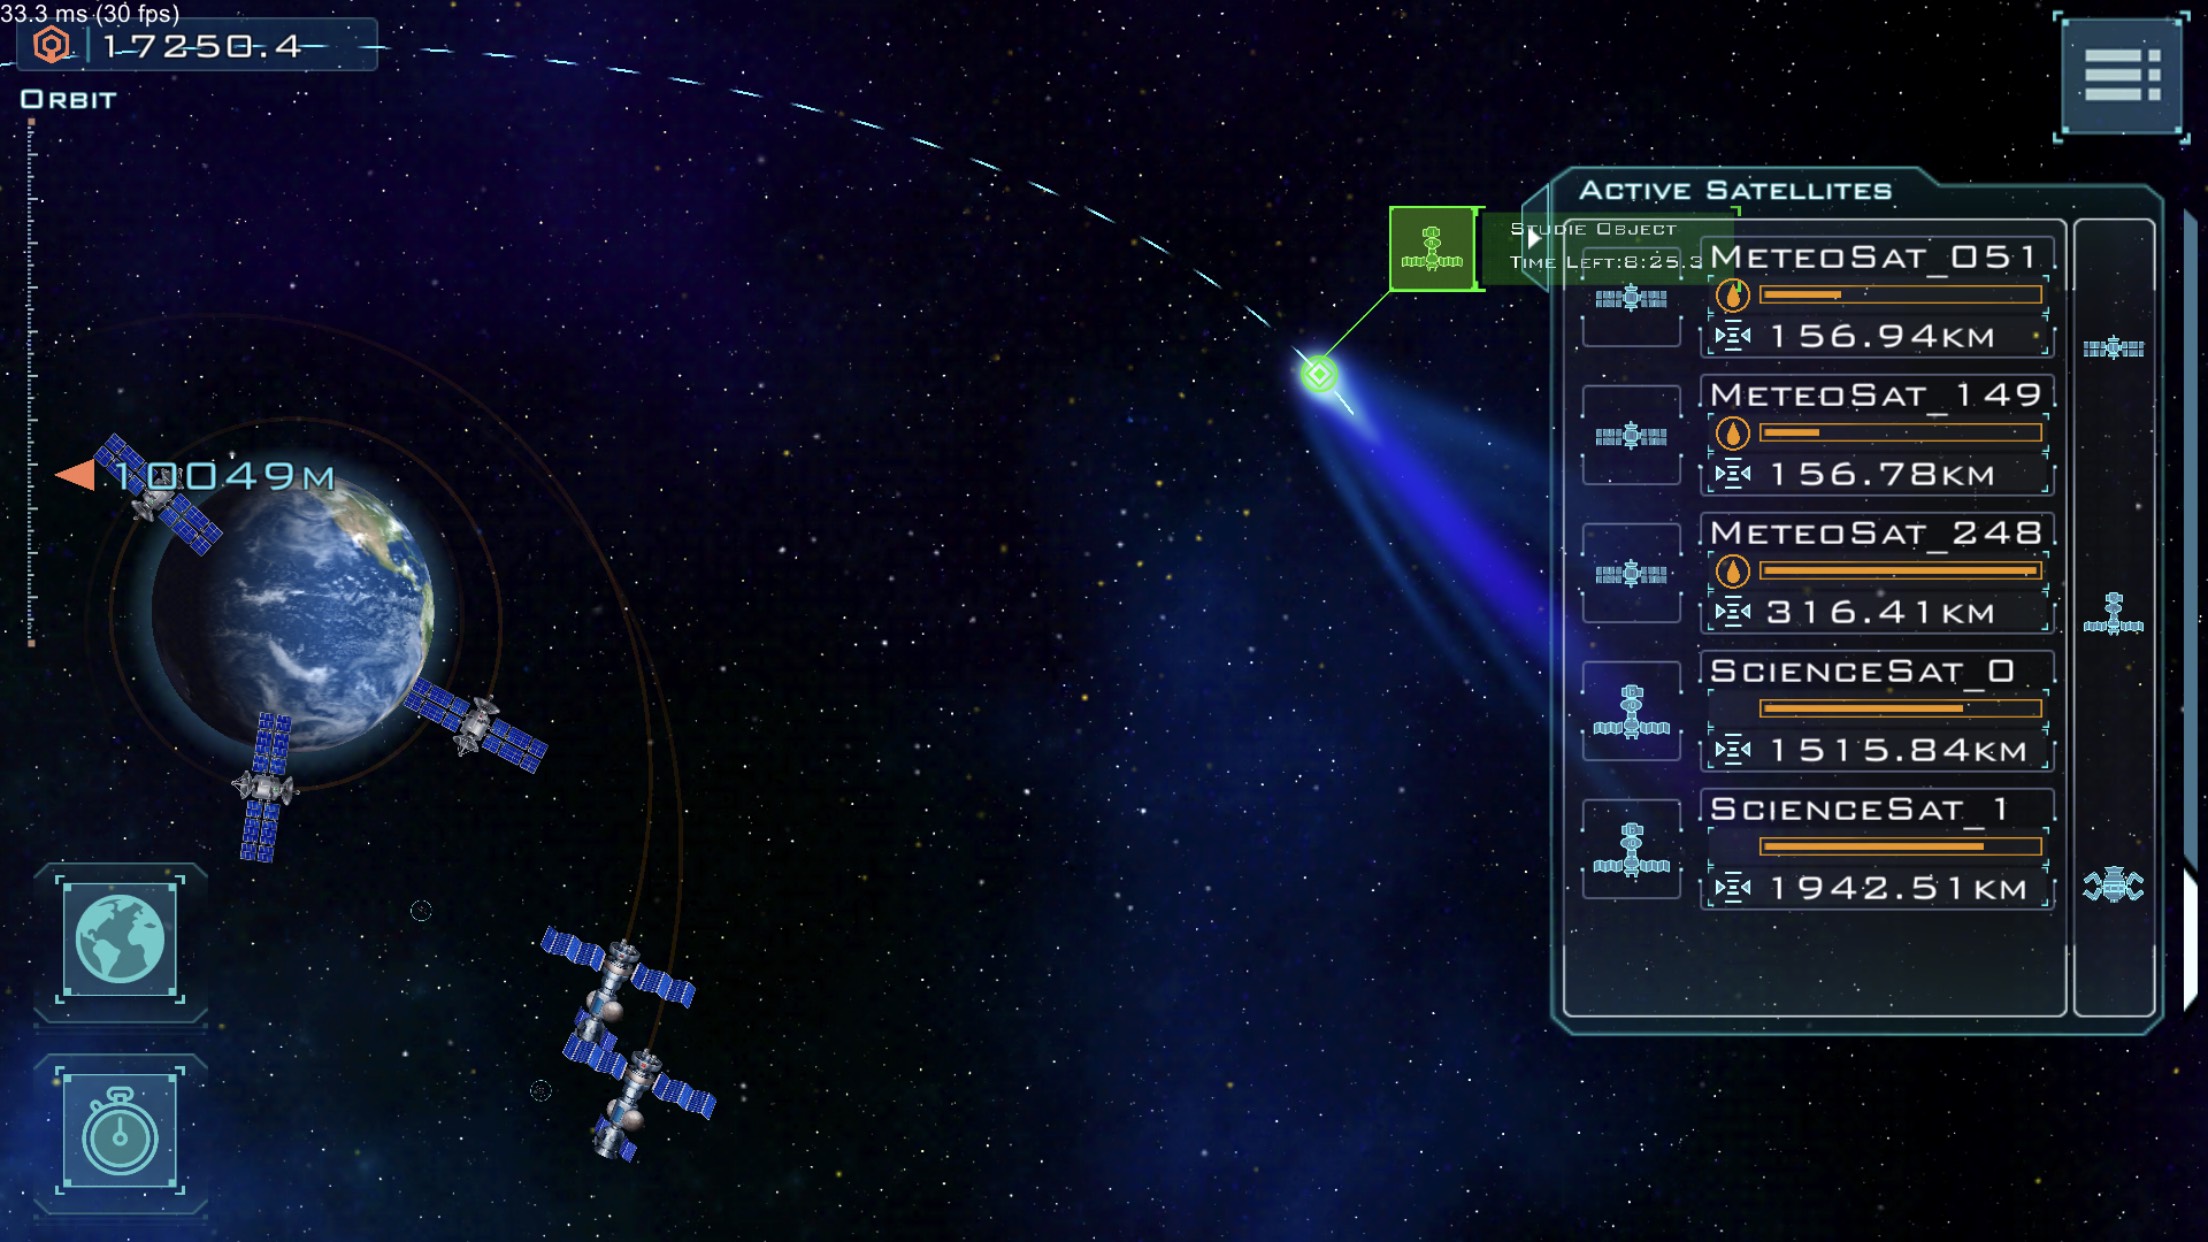 33.3 ms (30 fps)
17250.4
Orbit
10049m
Studie Object
Time Left:8:25.3
Active Satellites
MeteoSat_051
156.94km
MeteoSat_149
156.78km
MeteoSat_248
316.41km
ScienceSat_0
1515.84km
ScienceSat_1
1942.51km